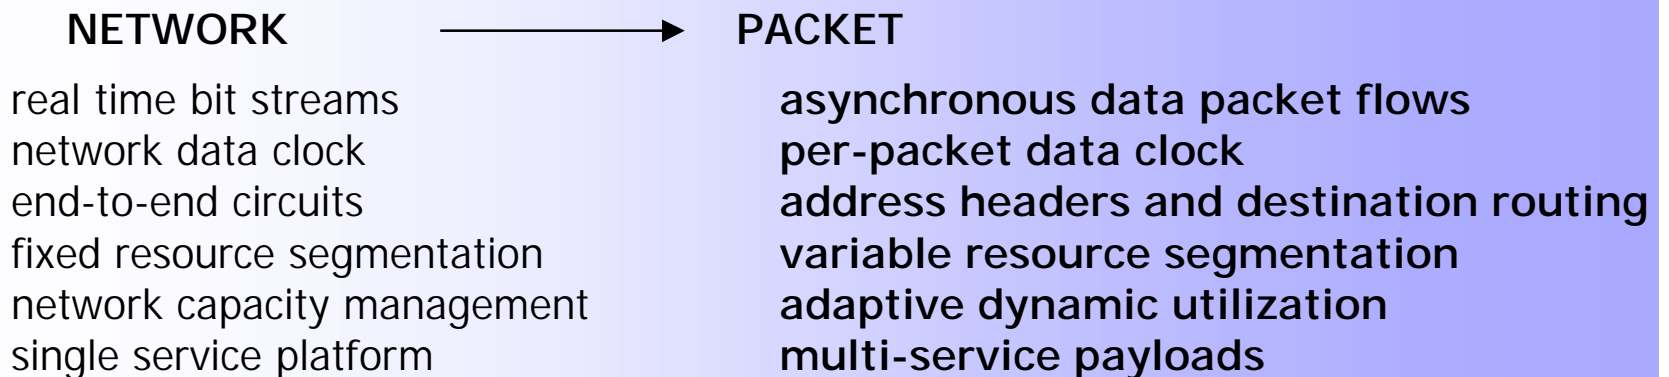 NETWORK PACKET
real time bit streams asynchronous data packet flows
network data clock per-packet data clock
end-to-end circuits address headers and destination routing
fixed resource segmentation variable resource segmentation
network capacity management adaptive dynamic utilization
single service platform multi-service payloads